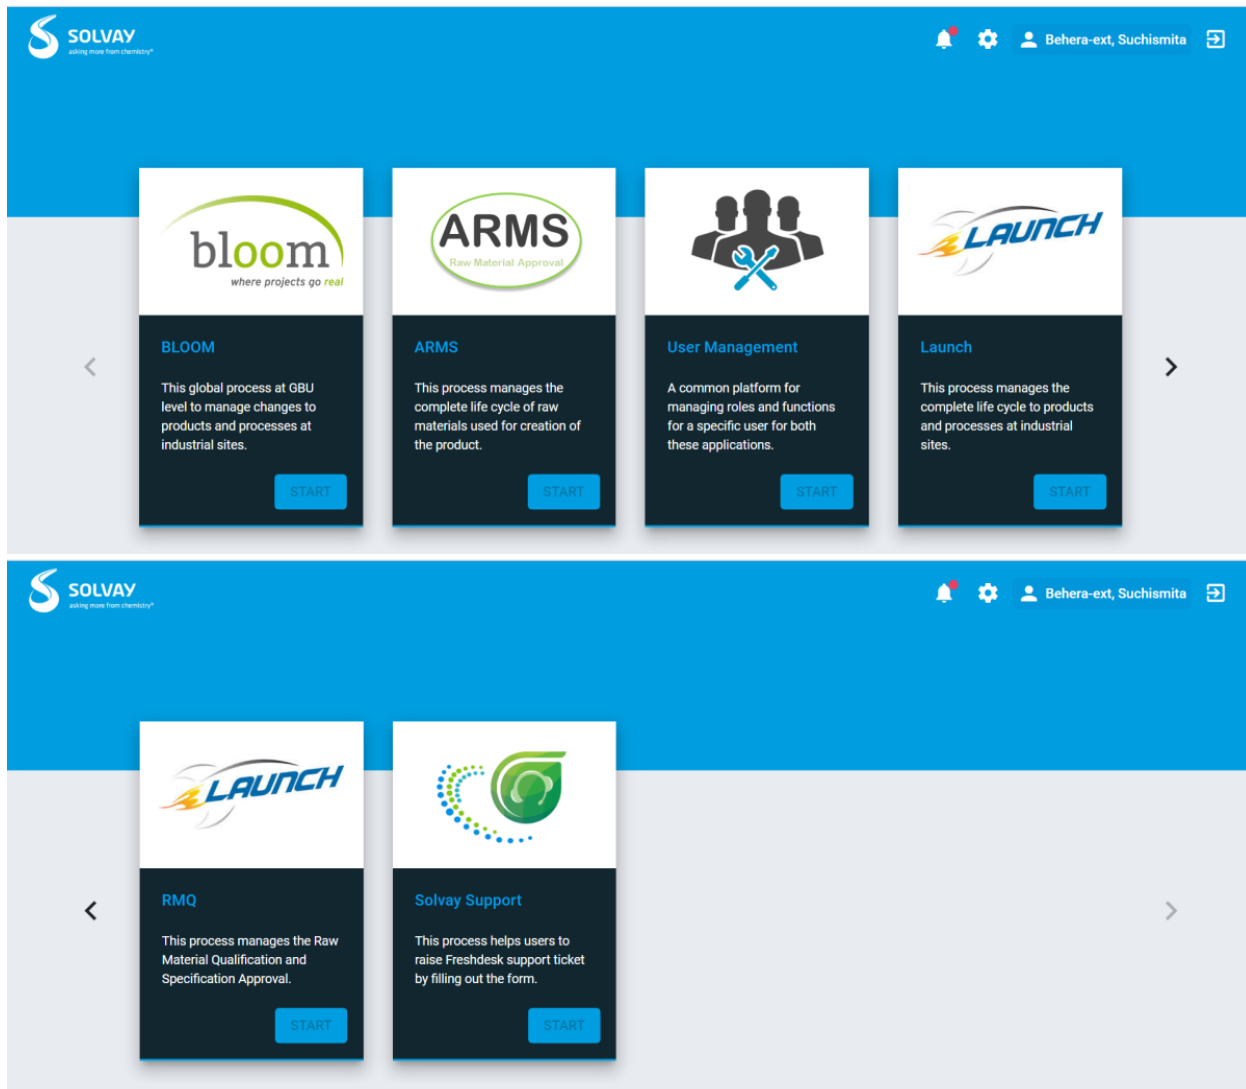 SOLVAY
asking more from chemistry®
Behera-ext, Suchismita
bloom
where projects go real
ARMS
Raw Material Approval
LAUNCH
BLOOM
This global process at GBU
level to manage changes to
products and processes at
industrial sites.
START
ARMS
This process manages the
complete life cycle of raw
materials used for creation of
the product.
START
User Management
A common platform for
managing roles and functions
for a specific user for both
these applications.
START
Launch
This process manages the
complete life cycle to products
and processes at industrial
sites.
START
SOLVAY
asking more from chemistry®
Behera-ext, Suchismita
LAUNCH
RMQ
This process manages the Raw
Material Qualification and
Specification Approval.
START
Solvay Support
This process helps users to
raise Freshdesk support ticket
by filling out the form.
START